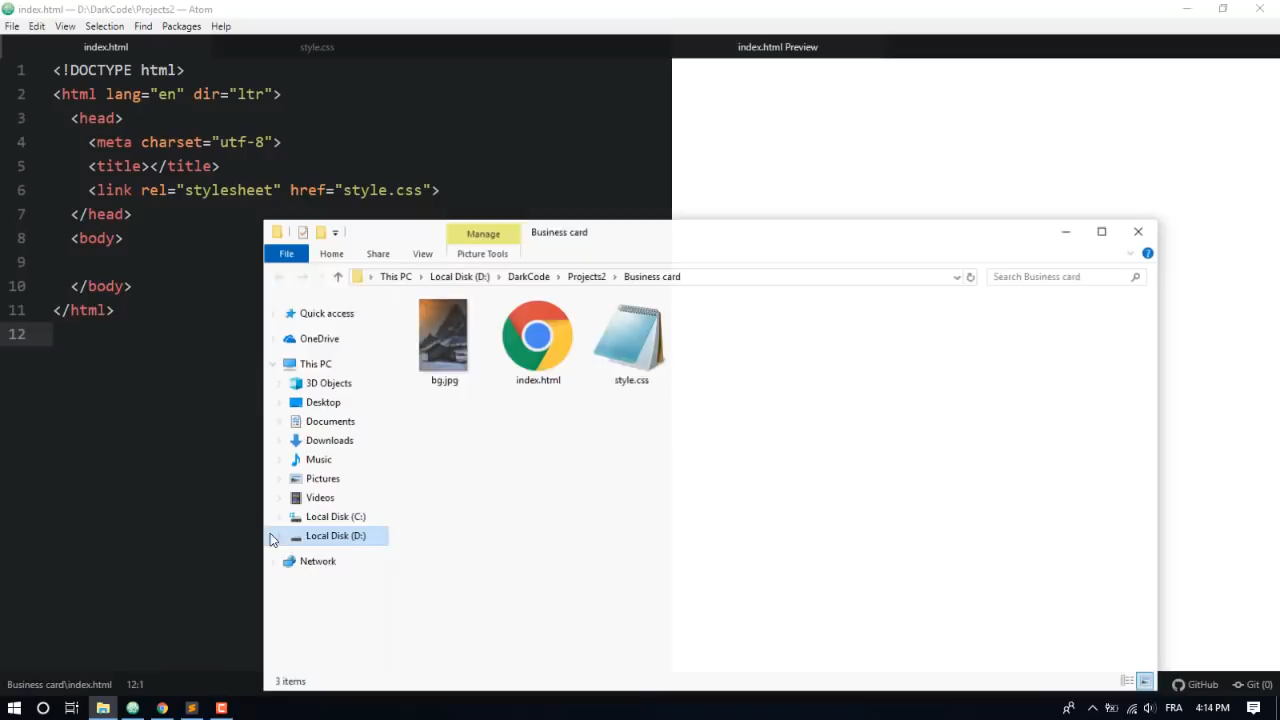 index.html — D:\DarkCode\Projects2 — Atom
File Edit View Selection Find Packages Help
index.html style.css index.html Preview
1 <!DOCTYPE html>
2 <html lang="en" dir="ltr">
3 <head>
4 <meta charset="utf-8">
5 <title></title>
6 <link rel="stylesheet" href="style.css">
7 </head>
8 <body>
9
10 </body>
11 </html>
12
Manage Business card
File Home Share View Picture Tools
This PC Local Disk (D:) DarkCode Projects2 Business card Search Business card
Quick access
OneDrive
This PC
3D Objects
Desktop
Documents
Downloads
Music
Pictures
Videos
Local Disk (C:)
Local Disk (D:)
Network
bg.jpg index.html style.css
3 items
Business card\index.html 12:1 GitHub Git (0)
FRA 4:14 PM